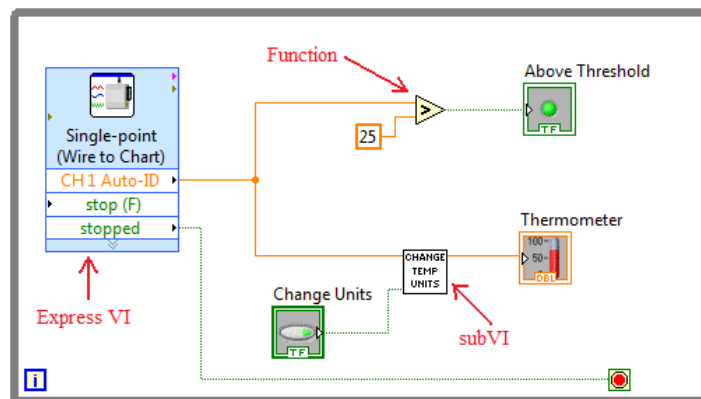 Function
Above Threshold
>
25
TF
Single-point
(Wire to Chart)
CH 1 Auto-ID
stop (F)
stopped
Thermometer
100-
50-
DBL
CHANGE
TEMP
UNITS
Change Units
TF
Express VI
subVI
i